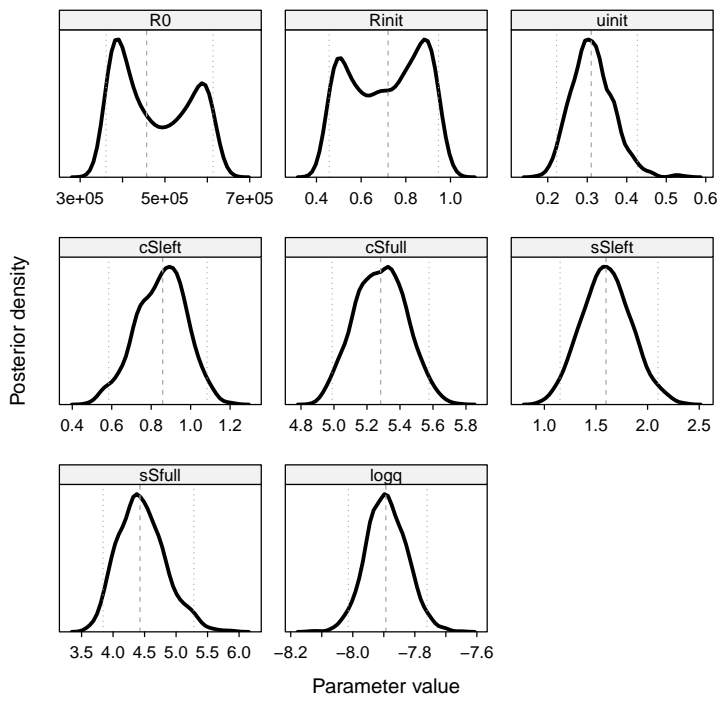 R0 Rinit uinit
3e+05 5e+05 7e+05 0.4 0.6 0.8 1.0 0.2 0.3 0.4 0.5 0.6
cSleft cSfull sSleft
0.4 0.6 0.8 1.0 1.2 4.8 5.0 5.2 5.4 5.6 5.8 1.0 1.5 2.0 2.5
Posterior density
sSfull logq
3.5 4.0 4.5 5.0 5.5 6.0 −8.2 −8.0 −7.8 −7.6
Parameter value